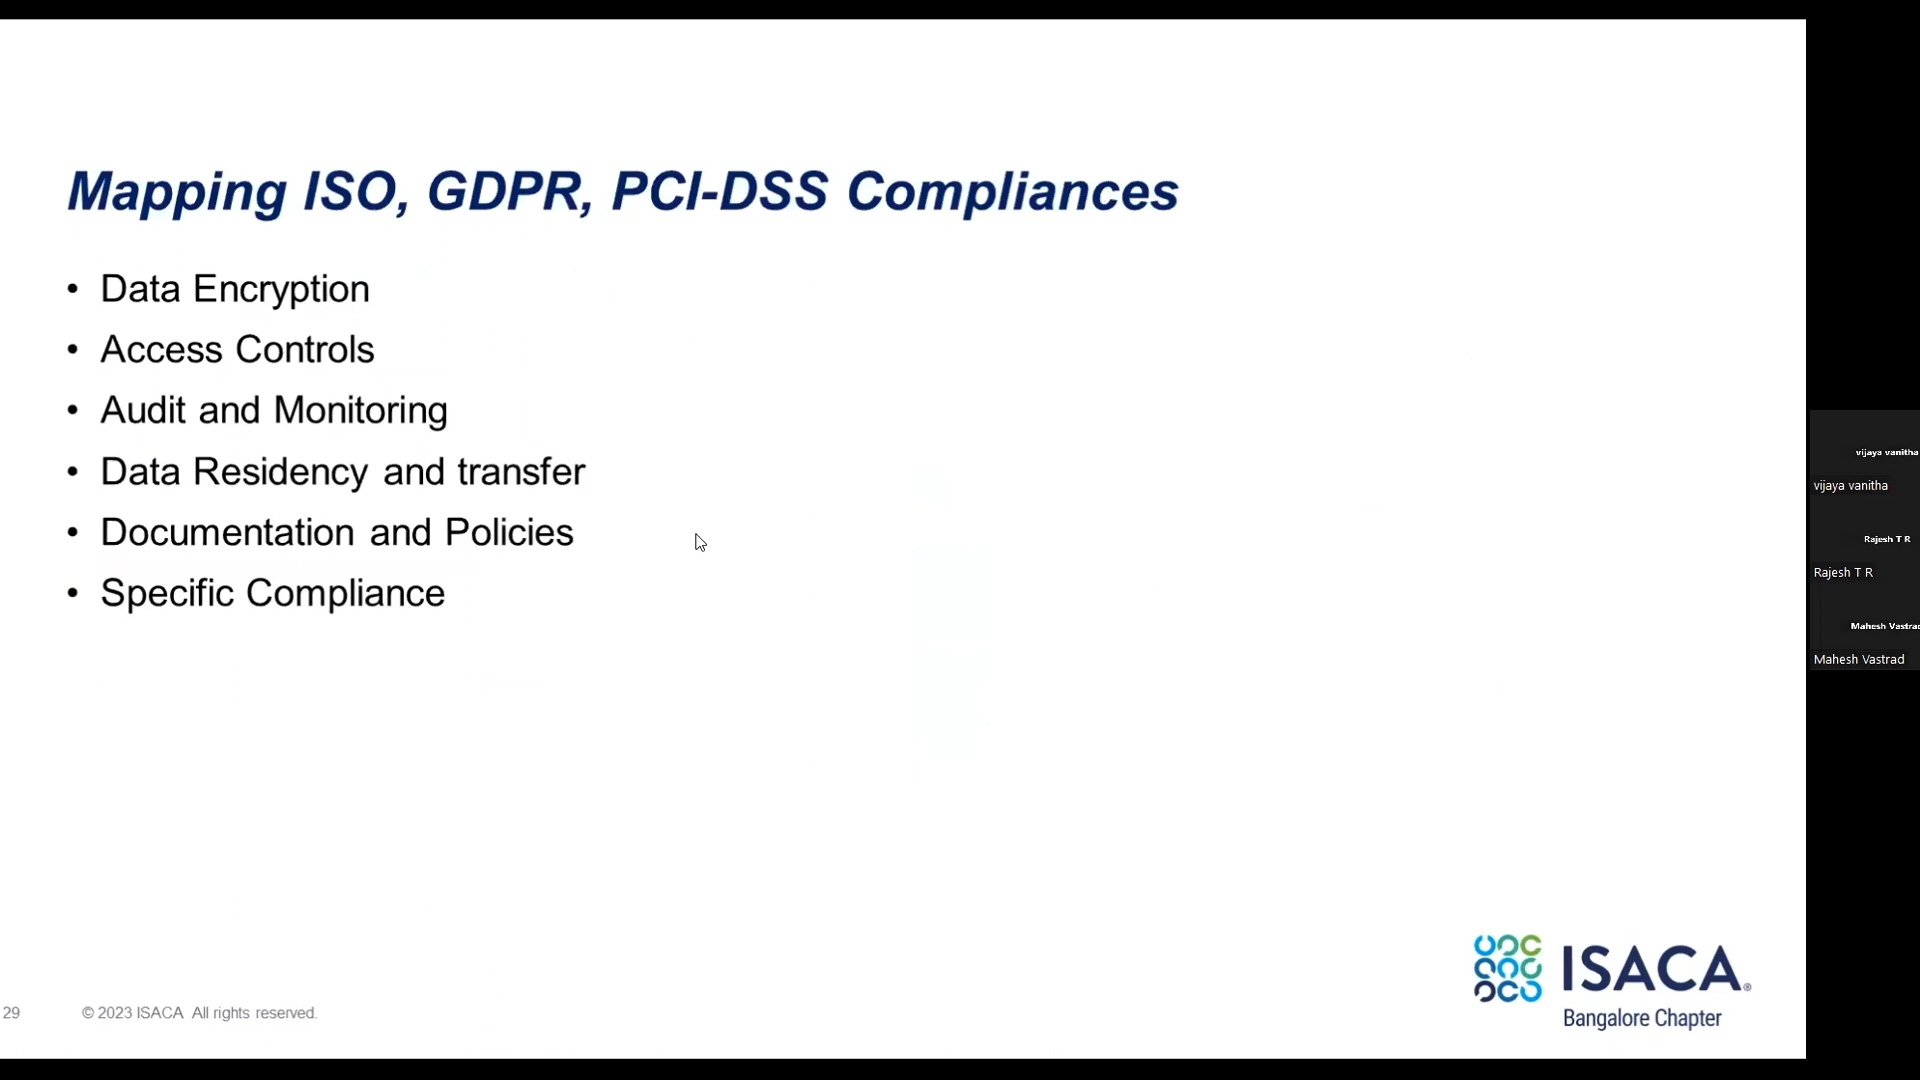 Mapping ISO, GDPR, PCI-DSS Compliances
• Data Encryption
• Access Controls
• Audit and Monitoring
• Data Residency and transfer
• Documentation and Policies
• Specific Compliance
vijaya vanitha
vijaya vanitha
Rajesh T R
Rajesh T R
Mahesh Vastrad
Mahesh Vastrad
ISACA®
Bangalore Chapter
29 © 2023 ISACA All rights reserved.